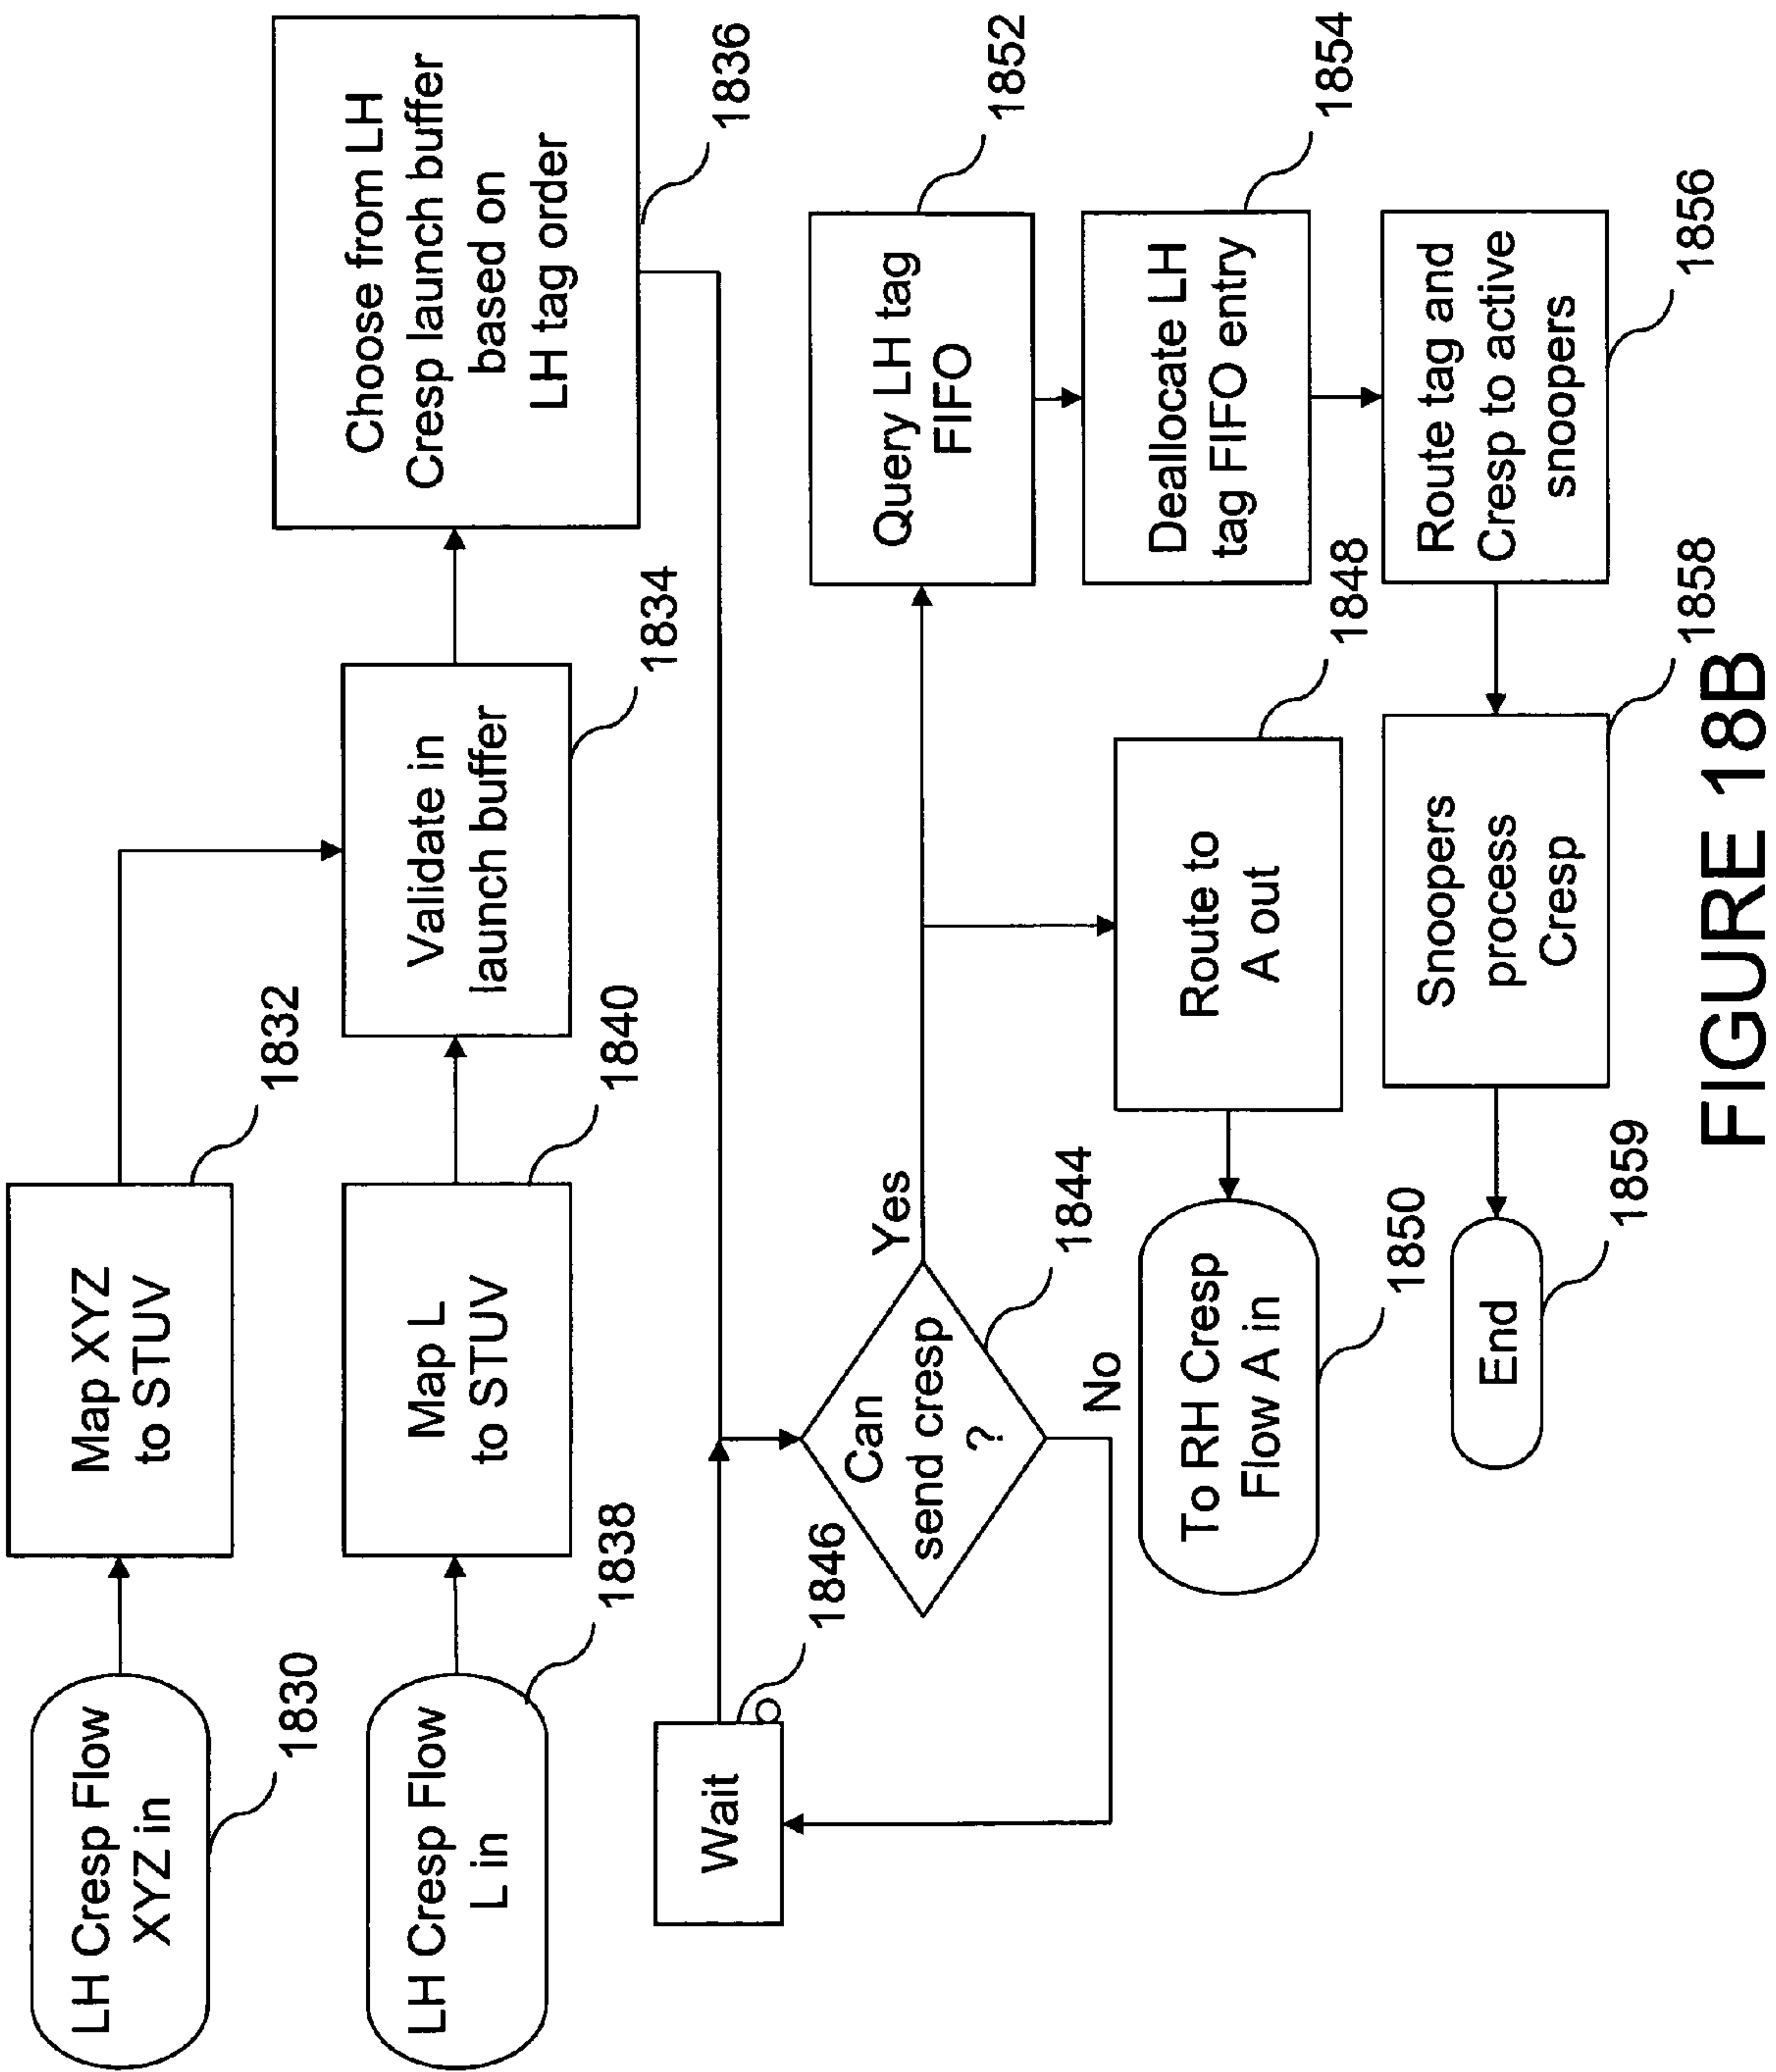 LH Cresp Flow
XYZ in
1830
Map XYZ
to STUV
1832
LH Cresp Flow
L in
1838
Map L
to STUV
1840
Validate in
launch buffer
1834
Choose from LH
Cresp launch buffer
based on
LH tag order
1836
Wait
1846
Can
send cresp
?
1844
Yes
No
Query LH tag
FIFO
1852
Deallocate LH
tag FIFO entry
1854
Route to
A out
1848
To RH Cresp
Flow A in
1850
Route tag and
Cresp to active
snoopers
1856
Snoopers
process
Cresp
1858
End
1859
FIGURE 18B